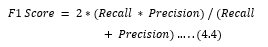 F1 Score = 2 * (Recall * Precision) / (Recall
+ Precision) ..... (4.4)